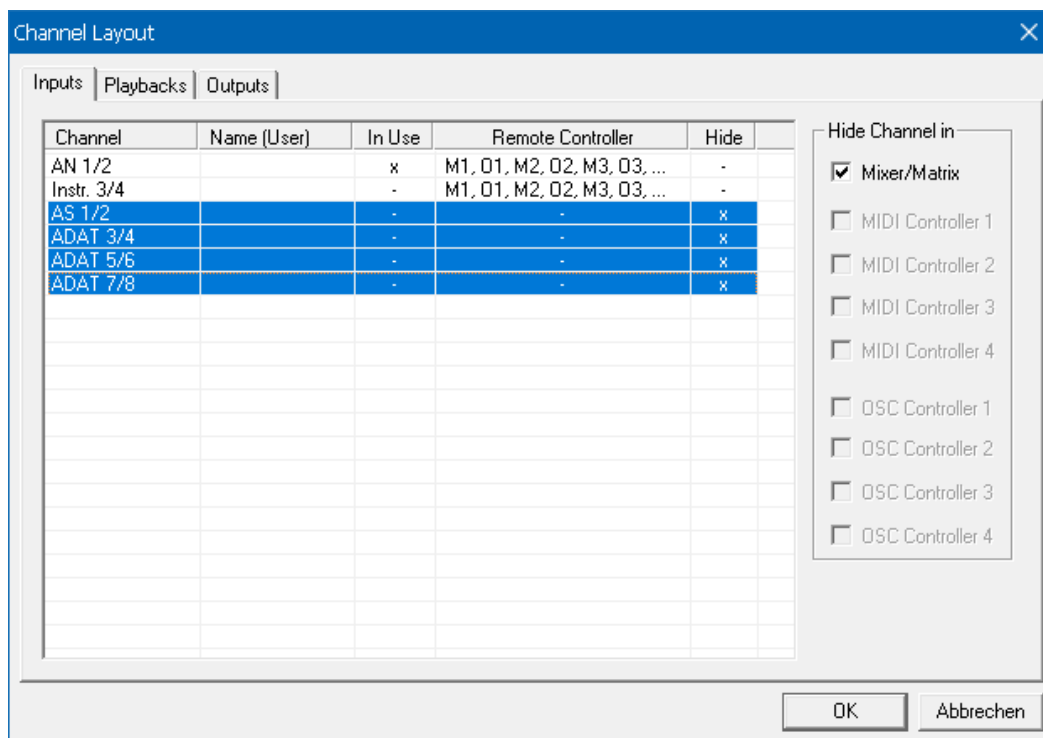 Channel Layout
Inputs Playbacks Outputs
Channel Name (User) In Use Remote Controller Hide
AN 1/2 x M1, O1, M2, O2, M3, O3, ... -
Instr. 3/4 - M1, O1, M2, O2, M3, O3, ... -
AS 1/2 - - x
ADAT 3/4 - - x
ADAT 5/6 - - x
ADAT 7/8 - - x
Hide Channel in
Mixer/Matrix
MIDI Controller 1
MIDI Controller 2
MIDI Controller 3
MIDI Controller 4
OSC Controller 1
OSC Controller 2
OSC Controller 3
OSC Controller 4
OK Abbrechen